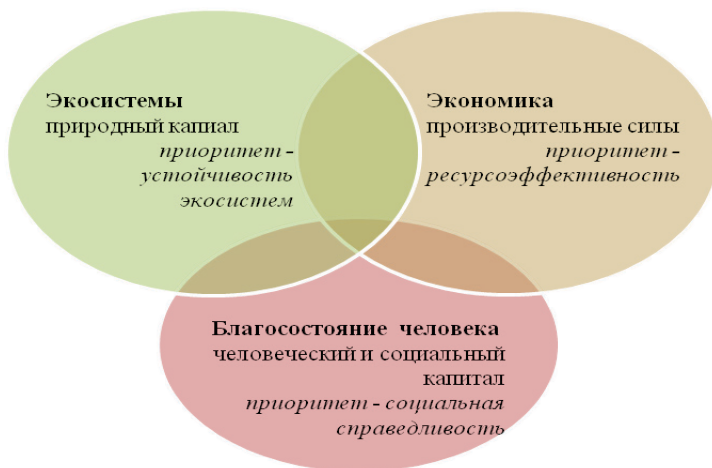 Экосистемы
природный капиал
приоритет -
устойчивость
экосистем
Экономика
производительные силы
приоритет -
ресурсоэффективность
Благосостояние человека
человеческий и социальный
капитал
приоритет - социальная
справедливость